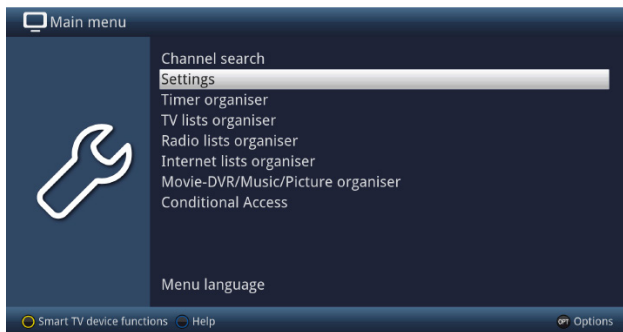 Main menu
Channel search
Settings
Timer organiser
TV lists organiser
Radio lists organiser
Internet lists organiser
Movie-DVR/Music/Picture organiser
Conditional Access
Menu language
Smart TV device functions Help OPT Options